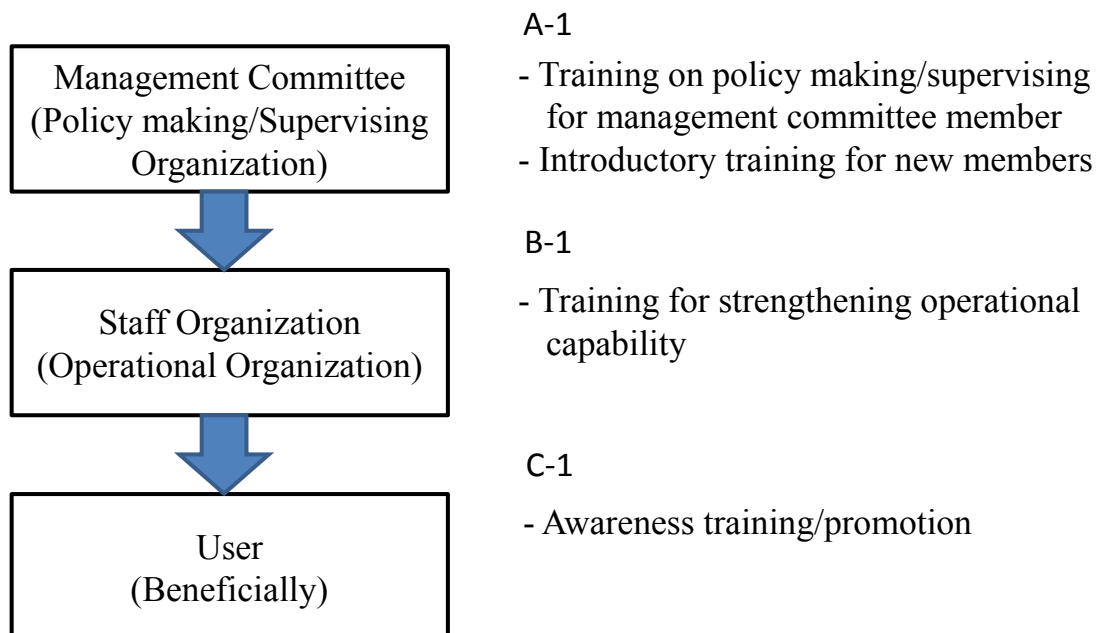 Management Committee
(Policy making/Supervising
Organization)
A-1
- Training on policy making/supervising
for management committee member
- Introductory training for new members
Staff Organization
(Operational Organization)
B-1
- Training for strengthening operational
capability
User
(Beneficially)
C-1
- Awareness training/promotion